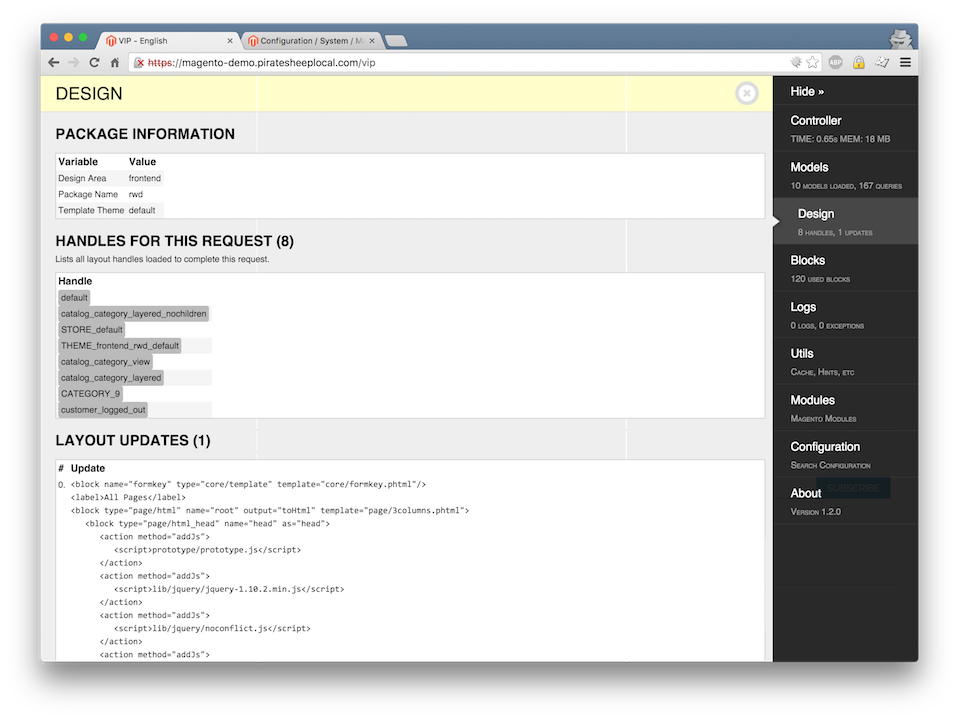 VIP - English
Configuration / System / M
https://magento-demo.piratesheeplocal.com/vip
ABP
DESIGN
PACKAGE INFORMATION
Variable Value
Design Area frontend
Package Name rwd
Template Theme default
HANDLES FOR THIS REQUEST (8)
Lists all layout handles loaded to complete this request.
Handle
default
catalog_category_layered_nochildren
STORE_default
THEME_frontend_rwd_default
catalog_category_view
catalog_category_layered
CATEGORY_9
customer_logged_out
LAYOUT UPDATES (1)
# Update
0. <block name="formkey" type="core/template" template="core/formkey.phtml"/>
<label>All Pages</label>
<block type="page/html" name="root" output="toHtml" template="page/3columns.phtml">
<block type="page/html_head" name="head" as="head">
<action method="addJs">
<script>prototype/prototype.js</script>
</action>
<action method="addJs">
<script>lib/jquery/jquery-1.10.2.min.js</script>
</action>
<action method="addJs">
<script>lib/jquery/noconflict.js</script>
</action>
<action method="addJs">
Hide »
Controller
TIME: 0.65s MEM: 18 MB
Models
10 MODELS LOADED, 167 QUERIES
Design
8 HANDLES, 1 UPDATES
Blocks
120 USED BLOCKS
Logs
0 LOGS, 0 EXCEPTIONS
Utils
CACHE, HINTS, ETC
Modules
MAGENTO MODULES
Configuration
SEARCH CONFIGURATION
SUBSCRIBE
About
VERSION 1.2.0